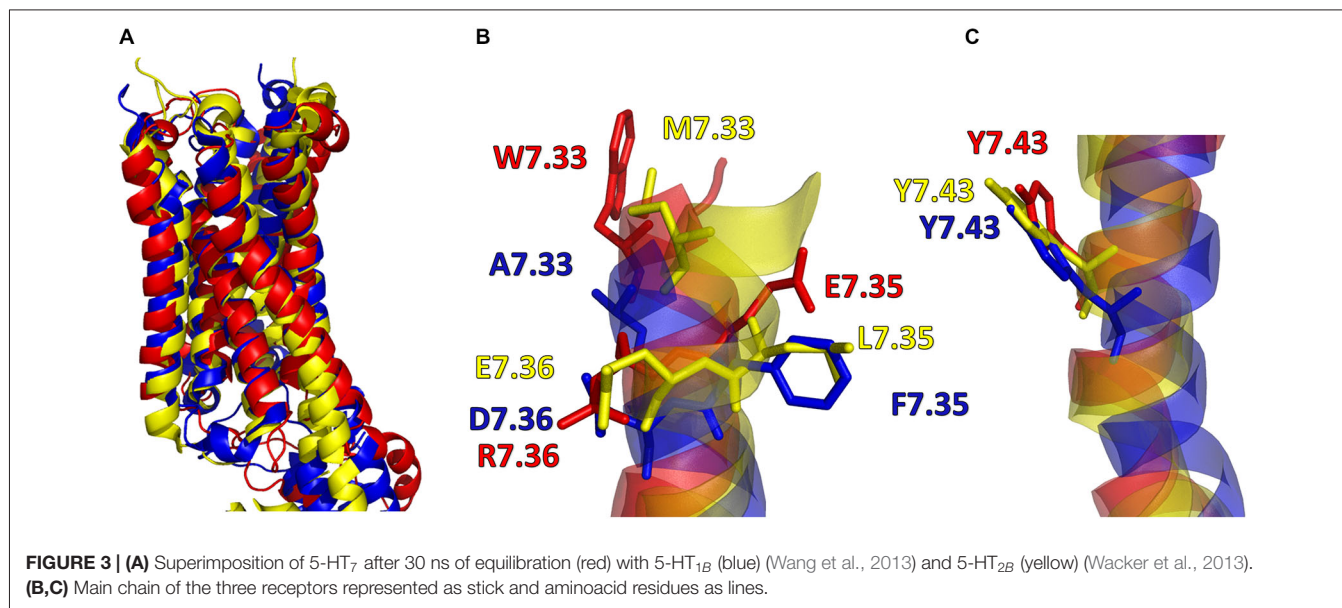 A
B
C
W7.33
M7.33
A7.33
E7.35
L7.35
E7.36
D7.36
R7.36
F7.35
Y7.43
Y7.43
Y7.43
FIGURE 3 | (A) Superimposition of 5-HT7 after 30 ns of equilibration (red) with 5-HT1B (blue) (Wang et al., 2013) and 5-HT2B (yellow) (Wacker et al., 2013).
(B,C) Main chain of the three receptors represented as stick and aminoacid residues as lines.